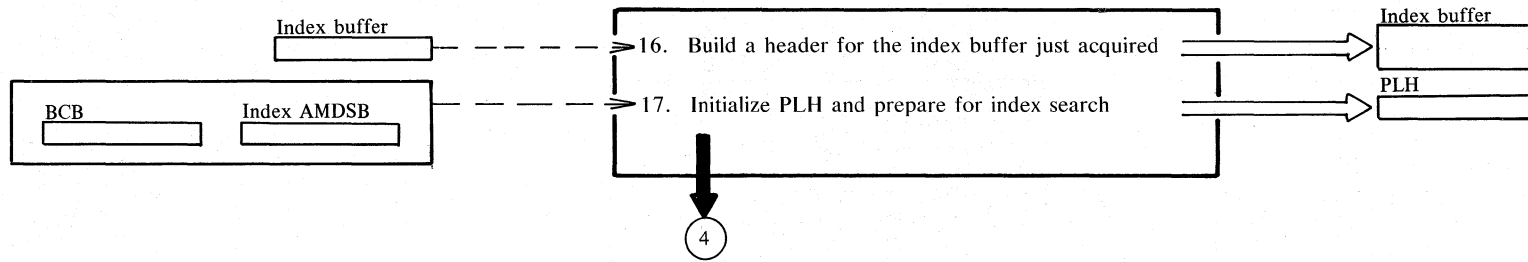 Index buffer
16. Build a header for the index buffer just acquired
Index buffer
BCB
Index AMDSB
17. Initialize PLH and prepare for index search
PLH
4